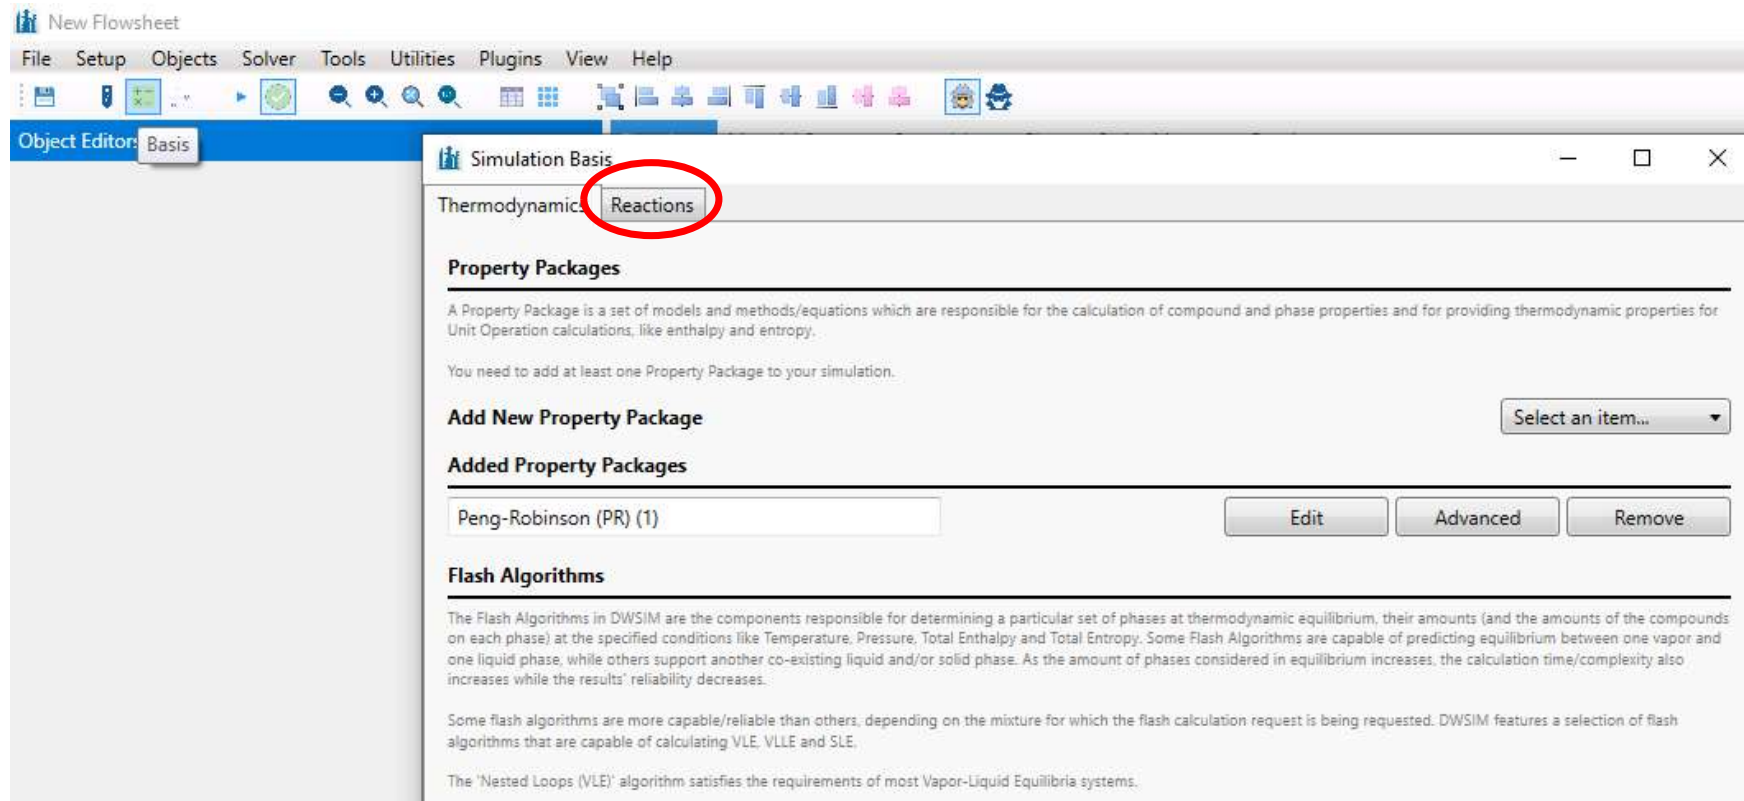 New Flowsheet
File Setup Objects Solver Tools Utilities Plugins View Help
Object Editors
Basis
Simulation Basis
Thermodynamics Reactions
Property Packages
A Property Package is a set of models and methods/equations which are responsible for the calculation of compound and phase properties and for providing thermodynamic properties for
Unit Operation calculations, like enthalpy and entropy.
You need to add at least one Property Package to your simulation.
Add New Property Package Select an item...
Added Property Packages
Peng-Robinson (PR) (1) Edit Advanced Remove
Flash Algorithms
The Flash Algorithms in DWSIM are the components responsible for determining a particular set of phases at thermodynamic equilibrium, their amounts (and the amounts of the compounds
on each phase) at the specified conditions like Temperature, Pressure, Total Enthalpy and Total Entropy. Some Flash Algorithms are capable of predicting equilibrium between one vapor and
one liquid phase, while others support another co-existing liquid and/or solid phase. As the amount of phases considered in equilibrium increases, the calculation time/complexity also
increases while the results' reliability decreases.
Some flash algorithms are more capable/reliable than others, depending on the mixture for which the flash calculation request is being requested. DWSIM features a selection of flash
algorithms that are capable of calculating VLE, VLLE and SLE.
The 'Nested Loops (VLE)' algorithm satisfies the requirements of most Vapor-Liquid Equilibria systems.